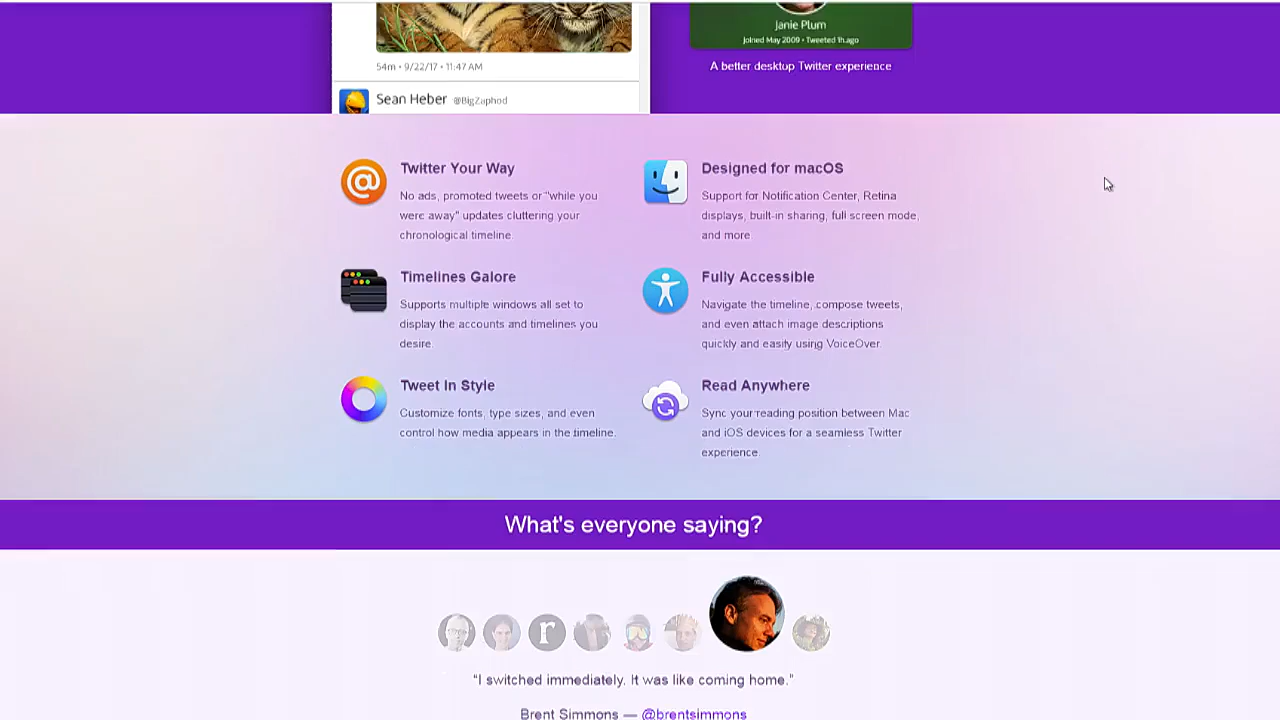 Janie Plum
Joined May 2009 • Tweeted 1h ago
54m • 9/22/17 • 11:47 AM
A better desktop Twitter experience
Sean Heber @BigZaphod
Twitter Your Way
No ads, promoted tweets or "while you
were away" updates cluttering your
chronological timeline.
Designed for macOS
Support for Notification Center, Retina
displays, built-in sharing, full screen mode,
and more.
Timelines Galore
Supports multiple windows all set to
display the accounts and timelines you
desire.
Fully Accessible
Navigate the timeline, compose tweets,
and even attach image descriptions
quickly and easily using VoiceOver.
Tweet In Style
Customize fonts, type sizes, and even
control how media appears in the timeline.
Read Anywhere
Sync your reading position between Mac
and iOS devices for a seamless Twitter
experience.
What's everyone saying?
r
“I switched immediately. It was like coming home.”
Brent Simmons — @brentsimmons